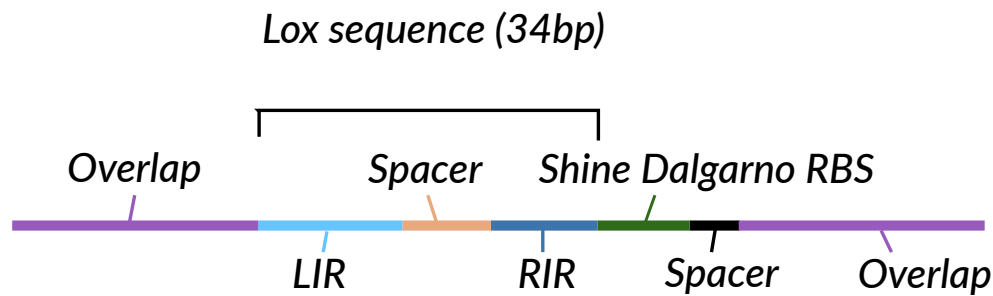 Lox sequence (34bp)
Overlap
Spacer
Shine Dalgarno RBS
LIR
RIR
Spacer
Overlap